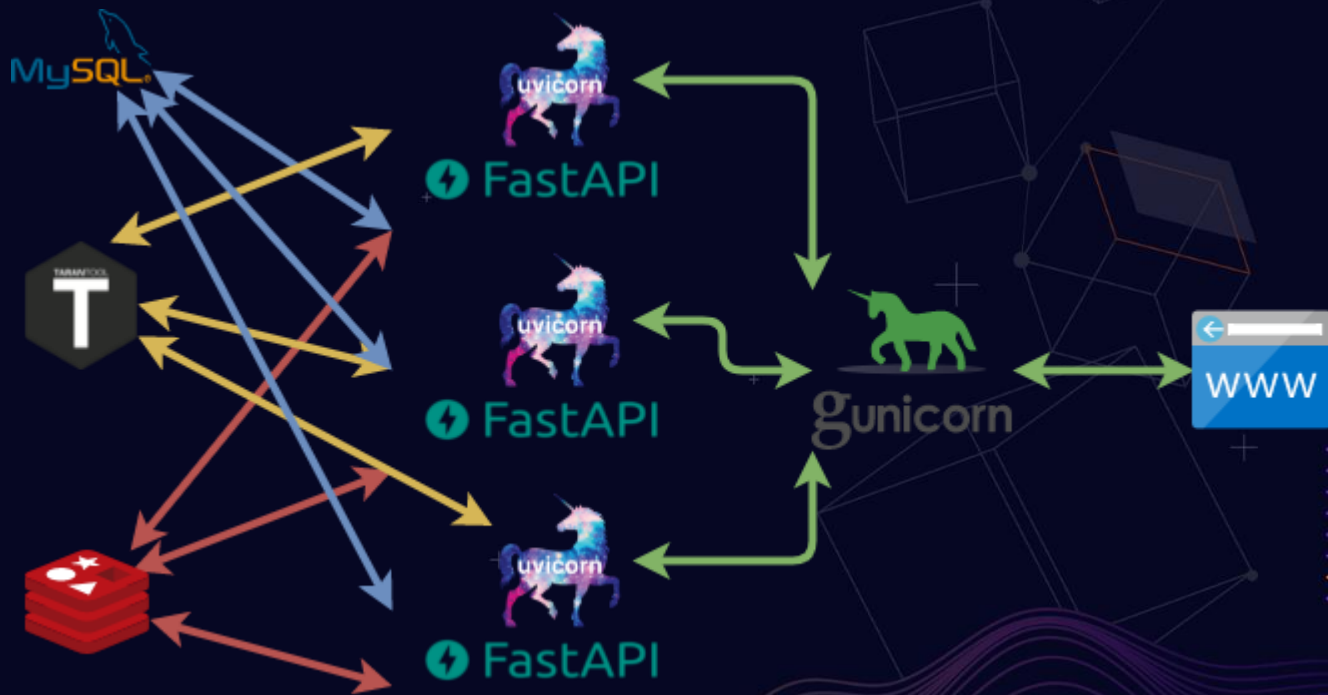 MySQL®
TARANTOOL
T
uvicorn
FastAPI
uvicorn
FastAPI
uvicorn
FastAPI
gunicorn
www